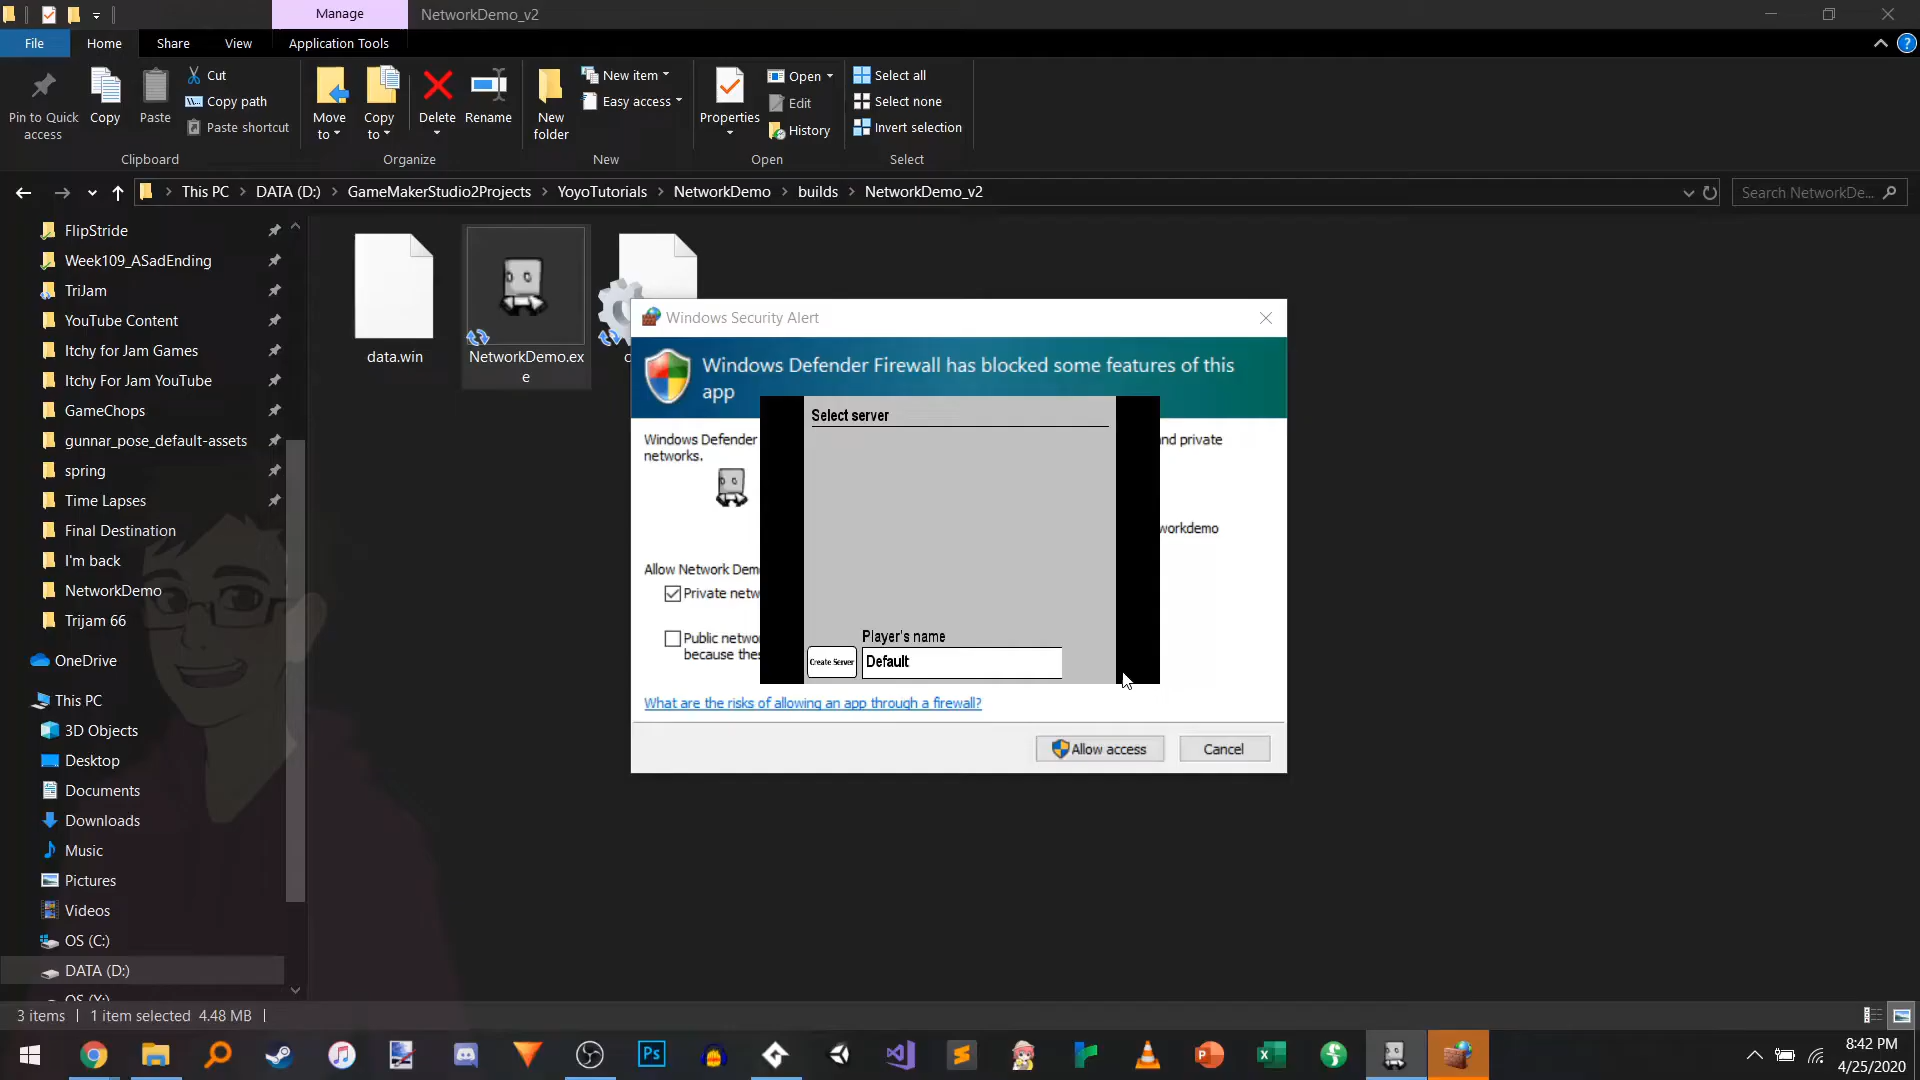 Manage
NetworkDemo_v2
File
Home
Share
View
Application Tools
Pin to Quick
access
Copy
Paste
Cut
Copy path
Paste shortcut
Clipboard
Move
to
Copy
to
Delete
Rename
Organize
New
folder
New item
Easy access
New
Properties
Open
Edit
History
Open
Select all
Select none
Invert selection
Select
This PC
DATA (D:)
GameMakerStudio2Projects
YoyoTutorials
NetworkDemo
builds
NetworkDemo_v2
Search NetworkDe...
FlipStride
Week109_ASadEnding
TriJam
YouTube Content
Itchy for Jam Games
Itchy For Jam YouTube
GameChops
gunnar_pose_default-assets
spring
Time Lapses
Final Destination
I'm back
NetworkDemo
Trijam 66
OneDrive
This PC
3D Objects
Desktop
Documents
Downloads
Music
Pictures
Videos
OS (C:)
DATA (D:)
data.win
NetworkDemo.ex
e
Windows Security Alert
Windows Defender Firewall has blocked some features of this
app
Windows Defender
nd private
networks.
workdemo
Allow Network Dem
Private netw
Public netwo
because thes
Select server
Player's name
Create Server
Default
What are the risks of allowing an app through a firewall?
Allow access
Cancel
3 items
1 item selected 4.48 MB
Ps
8:42 PM
4/25/2020